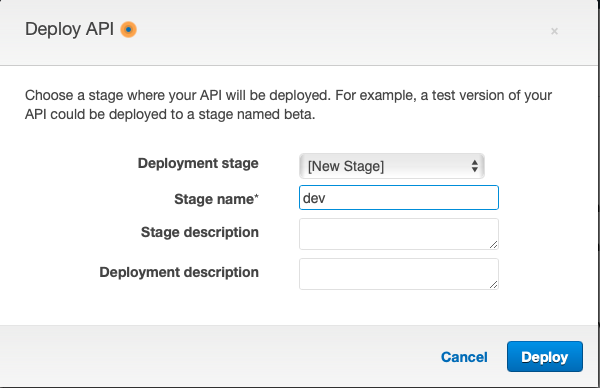 Deploy API
x
Choose a stage where your API will be deployed. For example, a test version of your
API could be deployed to a stage named beta.
Deployment stage [New Stage]
Stage name* dev
Stage description
Deployment description
Cancel Deploy